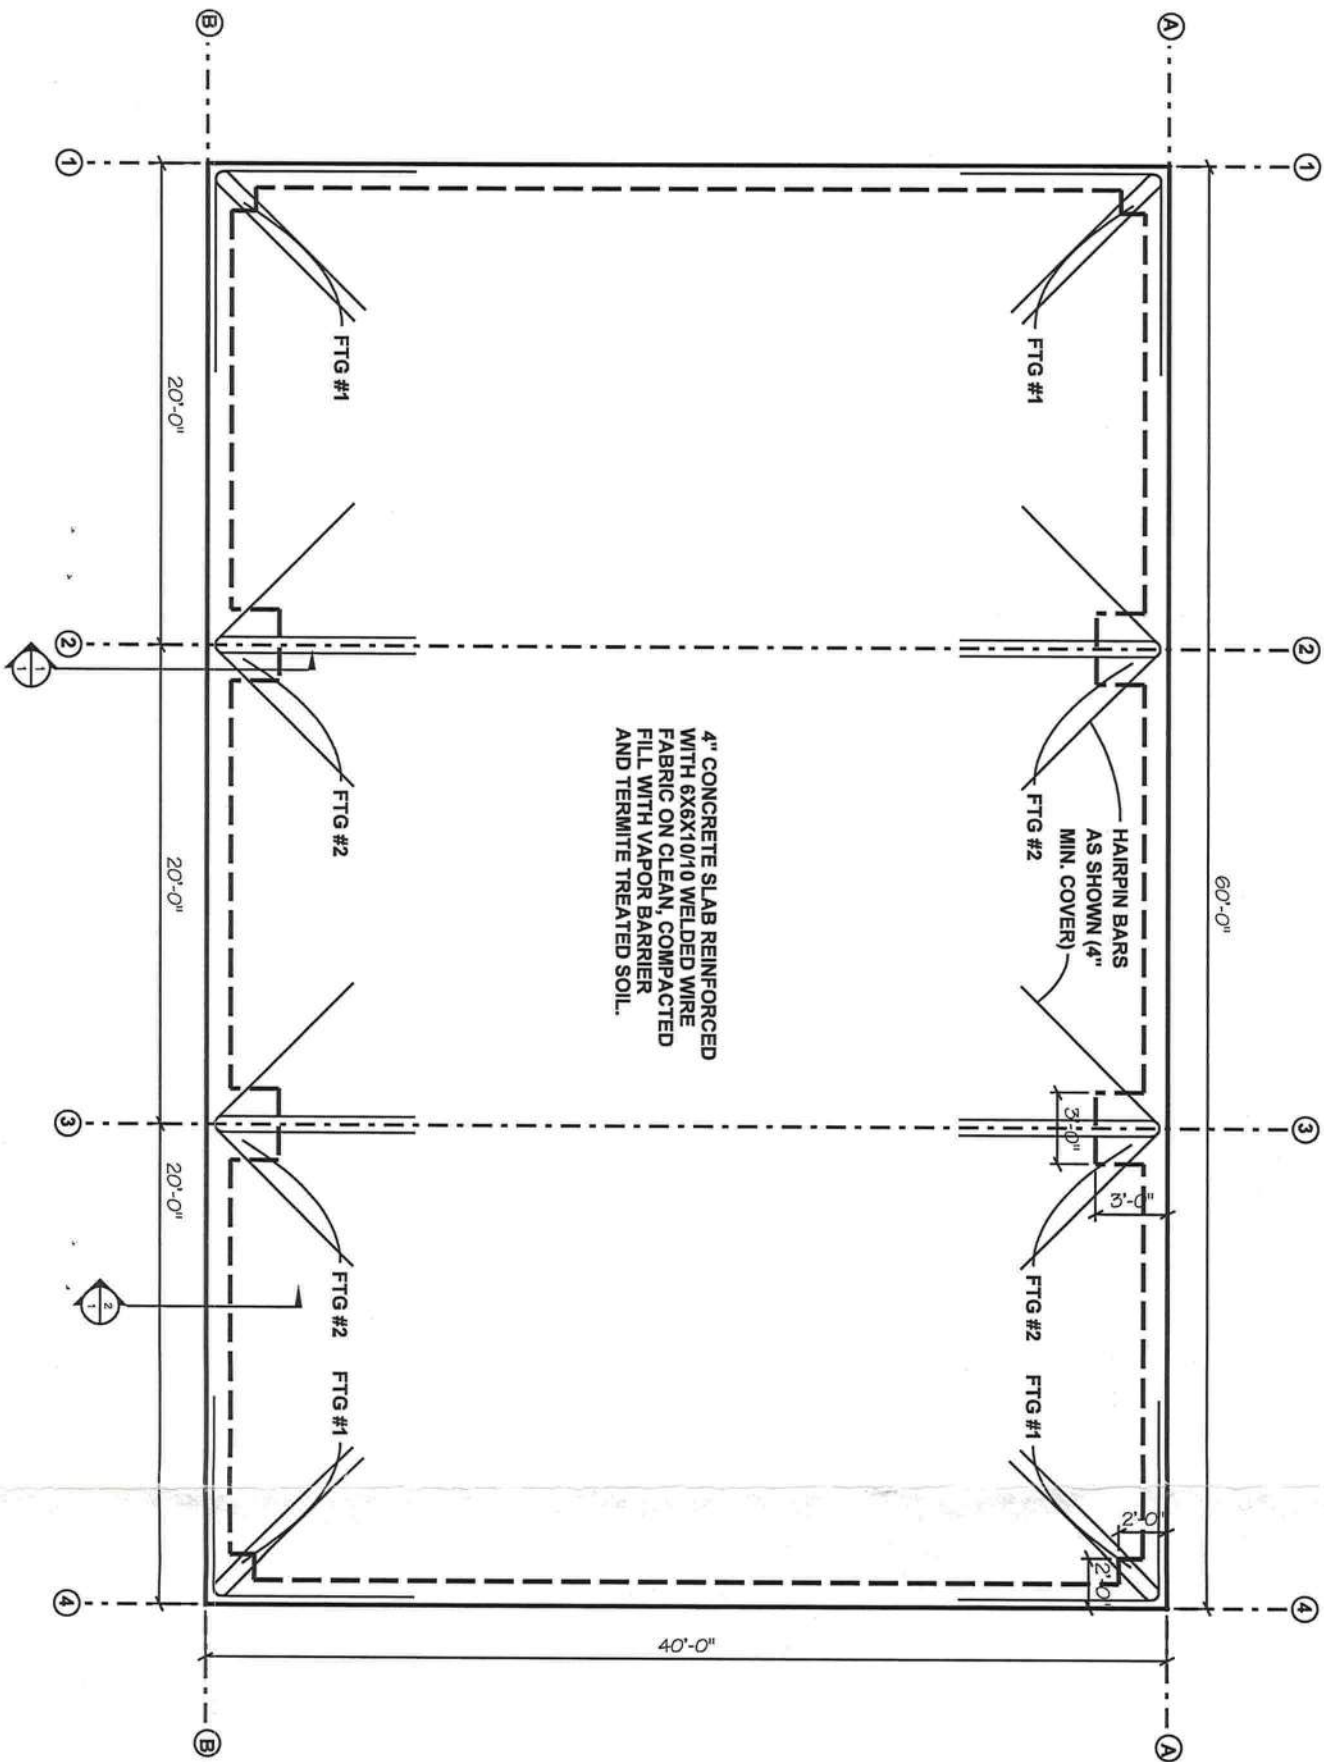 A
A
1
2
3
4
60'-0"
HAIRPIN BARS
AS SHOWN (4"
MIN. COVER)
3'-0"
3'-0"
2'-0"
2'-0"
FTG #1
FTG #2
FTG #2
FTG #1
4" CONCRETE SLAB REINFORCED
WITH 6X6X10/10 WELDED WIRE
FABRIC ON CLEAN, COMPACTED
FILL WITH VAPOR BARRIER
AND TERMITE TREATED SOIL.
40'-0"
FTG #1
FTG #2
FTG #2
FTG #1
20'-0"
20'-0"
20'-0"
B
B
1
2
3
4
1
1
2
1